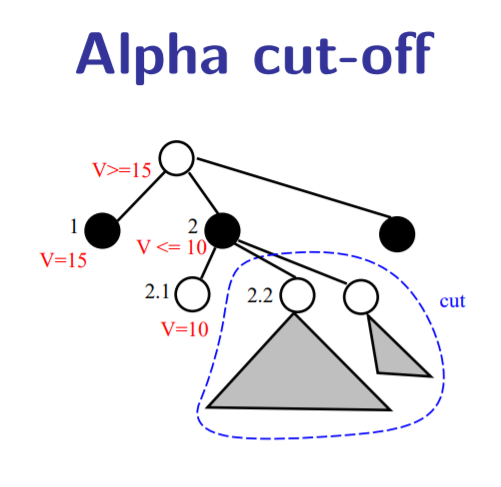 Alpha cut-off
V>=15
1
2
V <= 10
V=15
2.1
2.2
cut
V=10